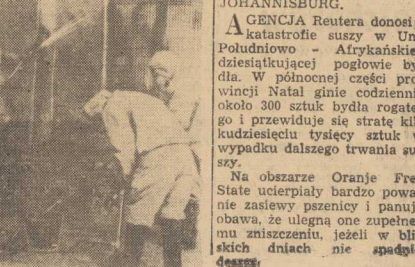 JOHANNISBURG.
AGENCJA Reutera donosi
katastrofie suszy w Un
Południowo - Afrykańskie
dziesiątkującej pogłowie by
dła. W północnej części pro
wincji Natal ginie codzienni
około 300 sztuk bydła rogate
go i przewiduje się stratę kil
kudziesięciu tysięcy sztuk
wypadku dalszego trwania su
szy.
Na obszarze Oranje Fre
State ucierpiały bardzo powa
nie zasiewy pszenicy i panuj
obawa, że ulegną one zupełne
mu zniszczeniu, jeżeli w bli
skich dniach nie spadni
deszcz.